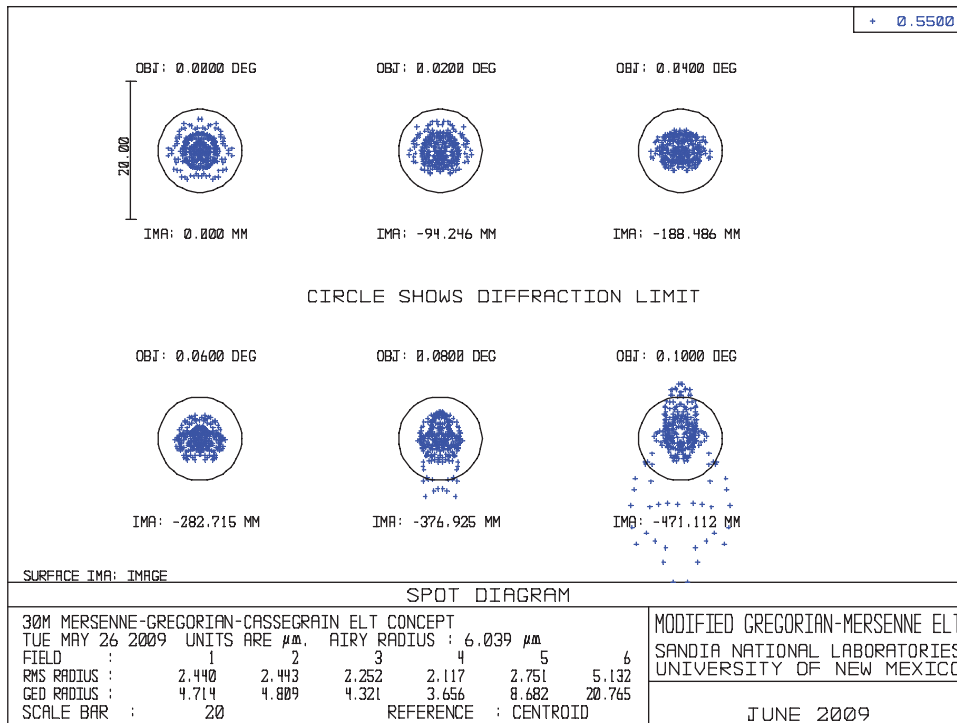 + 0.5500
OBJ: 0.0000 DEG
OBJ: 0.0200 DEG
OBJ: 0.0400 DEG
20.00
IMA: 0.000 MM
IMA: -94.246 MM
IMA: -188.486 MM
CIRCLE SHOWS DIFFRACTION LIMIT
OBJ: 0.0600 DEG
OBJ: 0.0800 DEG
OBJ: 0.1000 DEG
IMA: -282.715 MM
IMA: -376.925 MM
IMA: -471.112 MM
SURFACE IMA: IMAGE
SPOT DIAGRAM
30M MERSENNE-GREGORIAN-CASSEGRAIN ELT CONCEPT
TUE MAY 26 2009 UNITS ARE µm. AIRY RADIUS : 6.039 µm
FIELD : 1 2 3 4 5 6
RMS RADIUS : 2.440 2.443 2.252 2.117 2.751 5.132
GEO RADIUS : 4.714 4.809 4.321 3.656 8.682 20.765
SCALE BAR : 20 REFERENCE : CENTROID
MODIFIED GREGORIAN-MERSENNE ELT
SANDIA NATIONAL LABORATORIES
UNIVERSITY OF NEW MEXICO
JUNE 2009